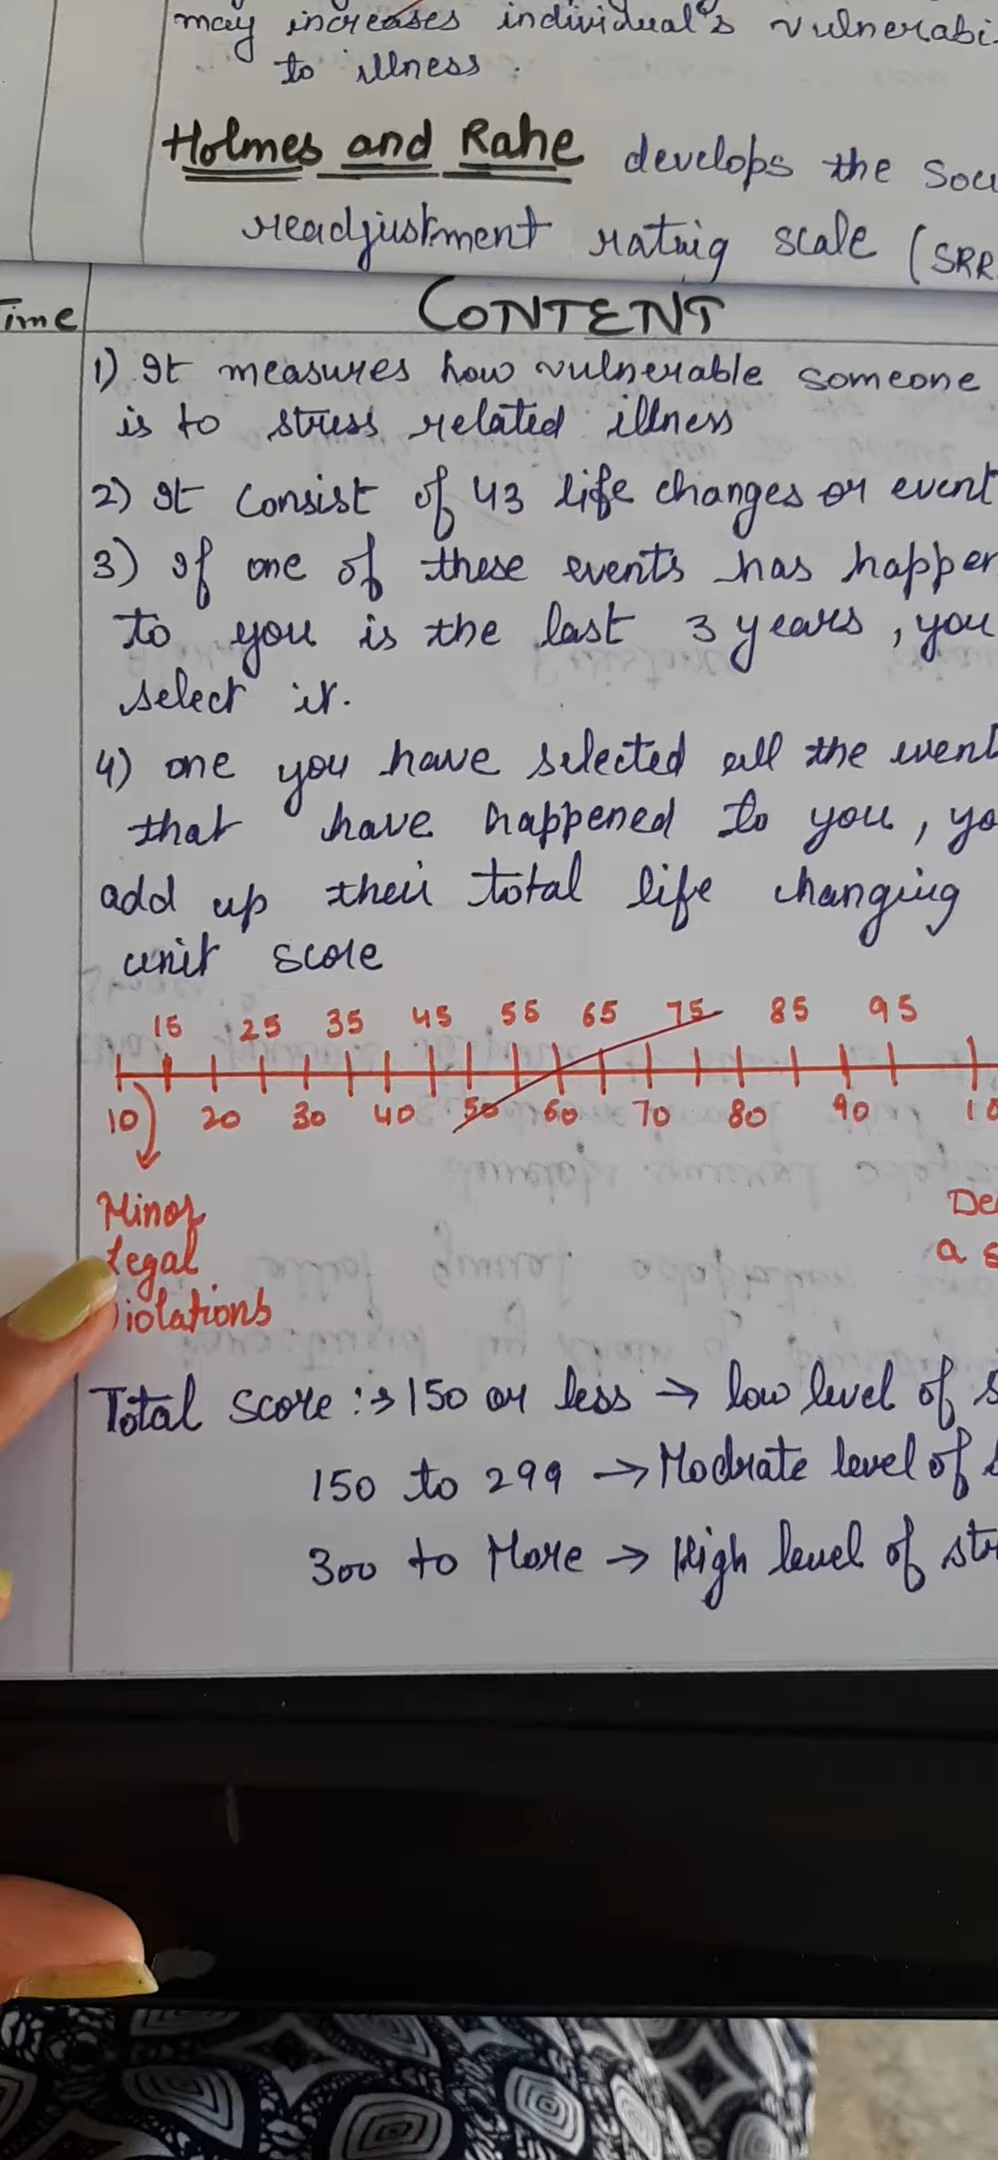 may increases individual's vulnerabi
to illness.
Holmes and Rahe develops the Soci
readjustment rating scale (SRR
Time
CONTENT
1) It measures how vulnerable someone
is to stress related illness
2) It Consist of 43 life changes or event
3) If one of these events has happen
to you is the last 3 years, you
select it.
4) one you have selected all the event
that have happened to you, yo
add up their total life changing
unit score
15 25 35 45 55 65 75 85 95
10 20 30 40 50 60 70 80 90 10
Minor
Legal
violations
De
a s
Total score :→ 150 or less → low level of s
150 to 299 → Modrate level of s
300 to More → High level of str